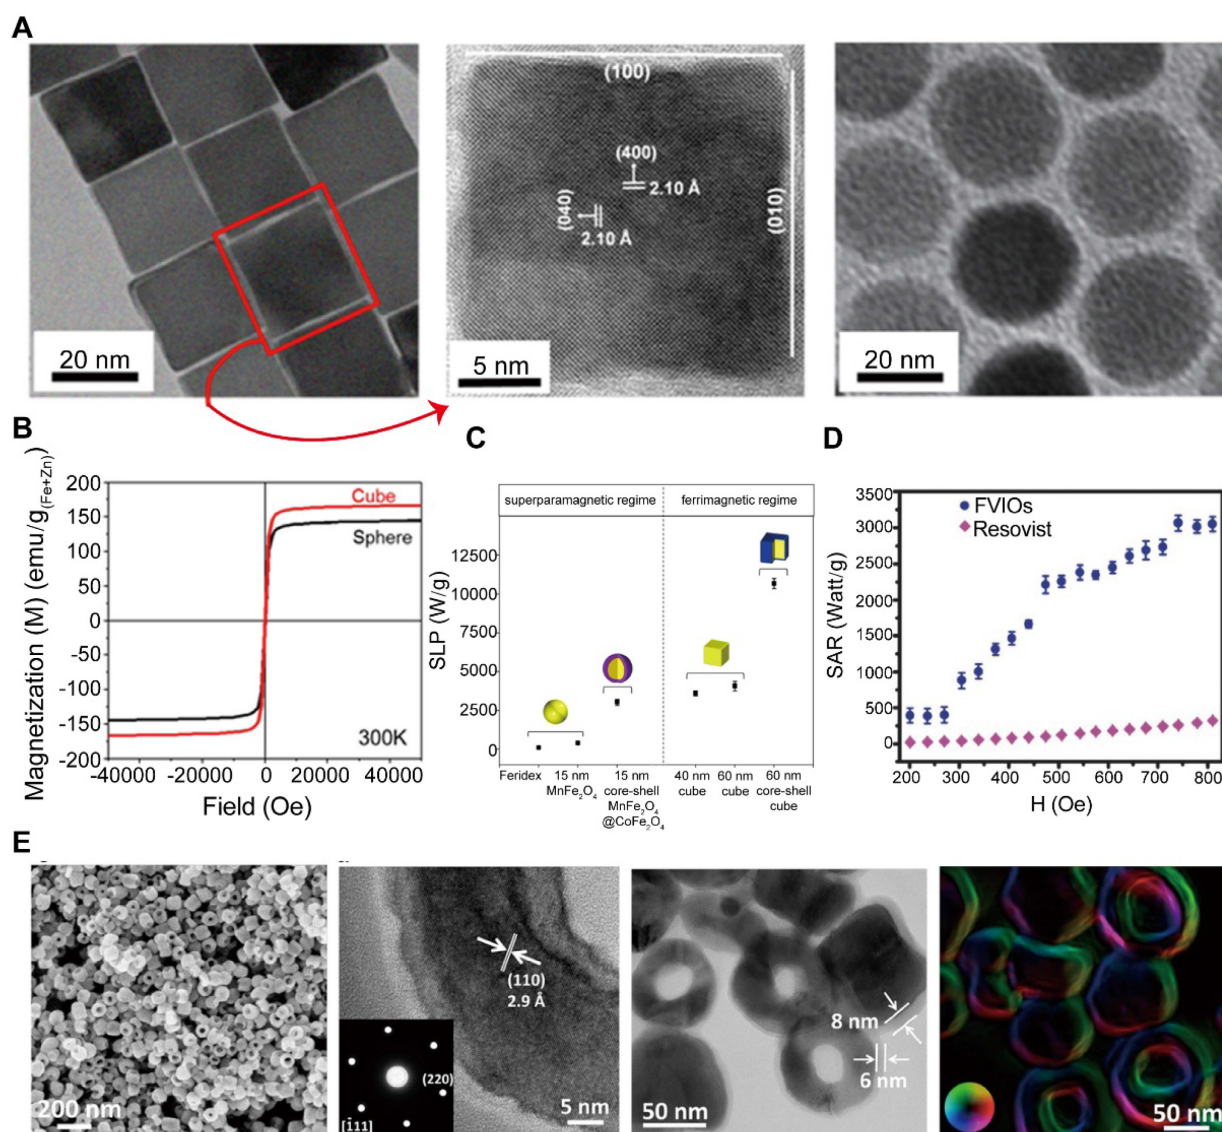 A
20 nm
(100)
(400)
2.10 Å
(040)
2.10 Å
(010)
5 nm
20 nm
B
Magnetization (M) (emu/g(Fe+Zn))
200
150
100
50
0
-50
-100
-150
-200
Cube
Sphere
300K
-40000 -20000 0 20000 40000
Field (Oe)
C
superparamagnetic regime
ferrimagnetic regime
SLP (W/g)
12500
10000
7500
5000
2500
0
Feridex
15 nm
MnFe2O4
15 nm
core-shell
MnFe2O4
@CoFe2O4
40 nm
cube
60 nm
cube
60 nm
core-shell
cube
D
SAR (Watt/g)
3500
3000
2500
2000
1500
1000
500
0
FVIOs
Resovist
200 300 400 500 600 700 800
H (Oe)
E
200 nm
(110)
2.9 Å
(220)
[1̄11]
5 nm
8 nm
6 nm
50 nm
50 nm